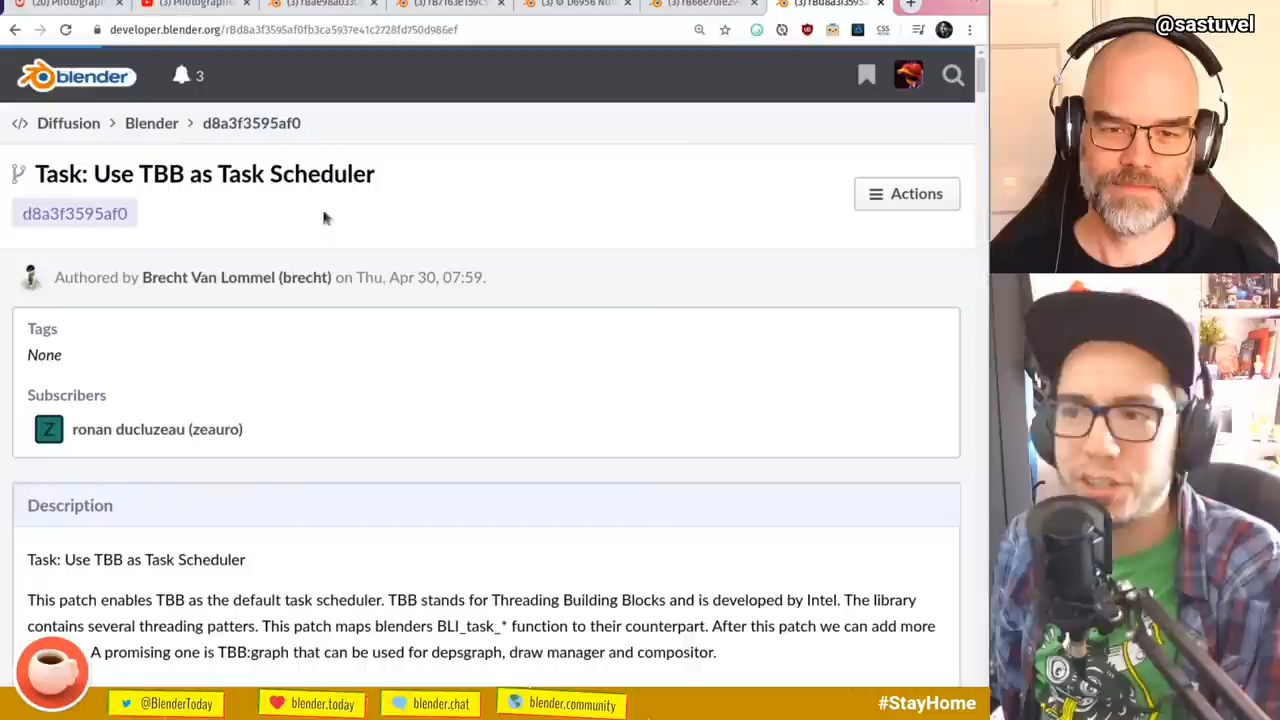 (20) Photograph
(3) Photograph
developer.blender.org/rBd8a3f3595af0fb3ca5937e41c2728fd750d986ef
CSS
blender
3
Diffusion > Blender > d8a3f3595af0
Task: Use TBB as Task Scheduler
Actions
d8a3f3595af0
Authored by Brecht Van Lommel (brecht) on Thu, Apr 30, 07:59.
Tags
None
Subscribers
Z ronan ducluzeau (zeauro)
Description
Task: Use TBB as Task Scheduler
This patch enables TBB as the default task scheduler. TBB stands for Threading Building Blocks and is developed by Intel. The library
contains several threading patters. This patch maps blenders BLI_task_* function to their counterpart. After this patch we can add more
A promising one is TBB:graph that can be used for depsgraph, draw manager and compositor.
@BlenderToday
blender.today
blender.chat
blender.community
#StayHome
@sastuvel